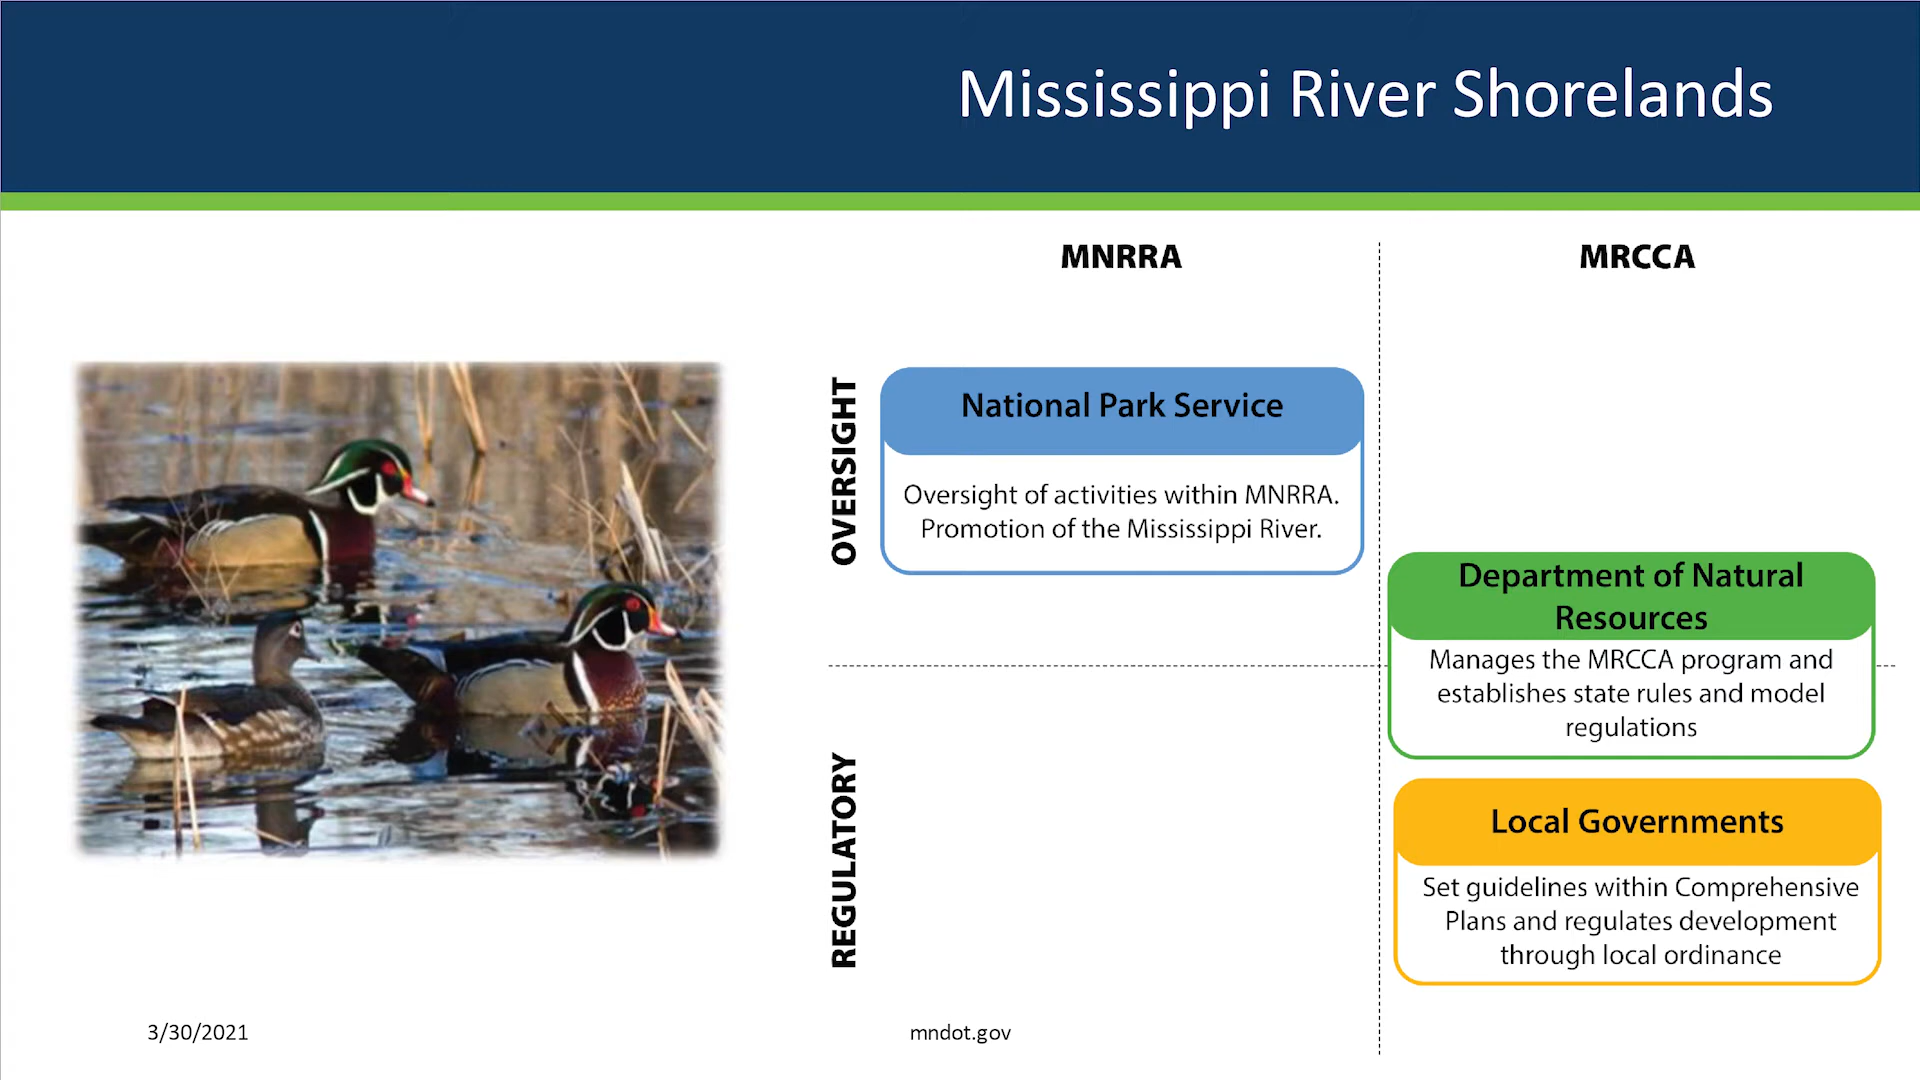 Mississippi River Shorelands
MNRRA
MRCCA
OVERSIGHT
National Park Service
Oversight of activities within MNRRA.
Promotion of the Mississippi River.
Department of Natural
Resources
Manages the MRCCA program and
establishes state rules and model
regulations
REGULATORY
Local Governments
Set guidelines within Comprehensive
Plans and regulates development
through local ordinance
3/30/2021
mndot.gov